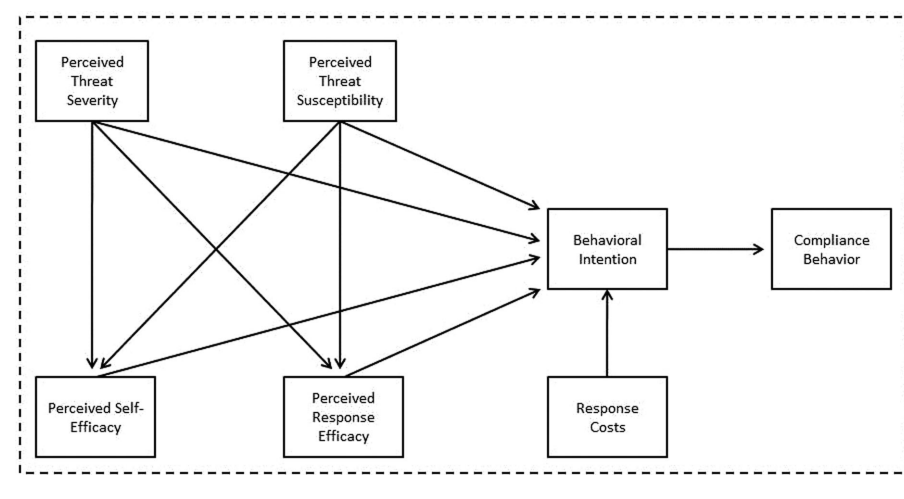 Perceived
Threat
Severity
Perceived
Threat
Susceptibility
Behavioral
Intention
Compliance
Behavior
Perceived Self-
Efficacy
Perceived
Response
Efficacy
Response
Costs